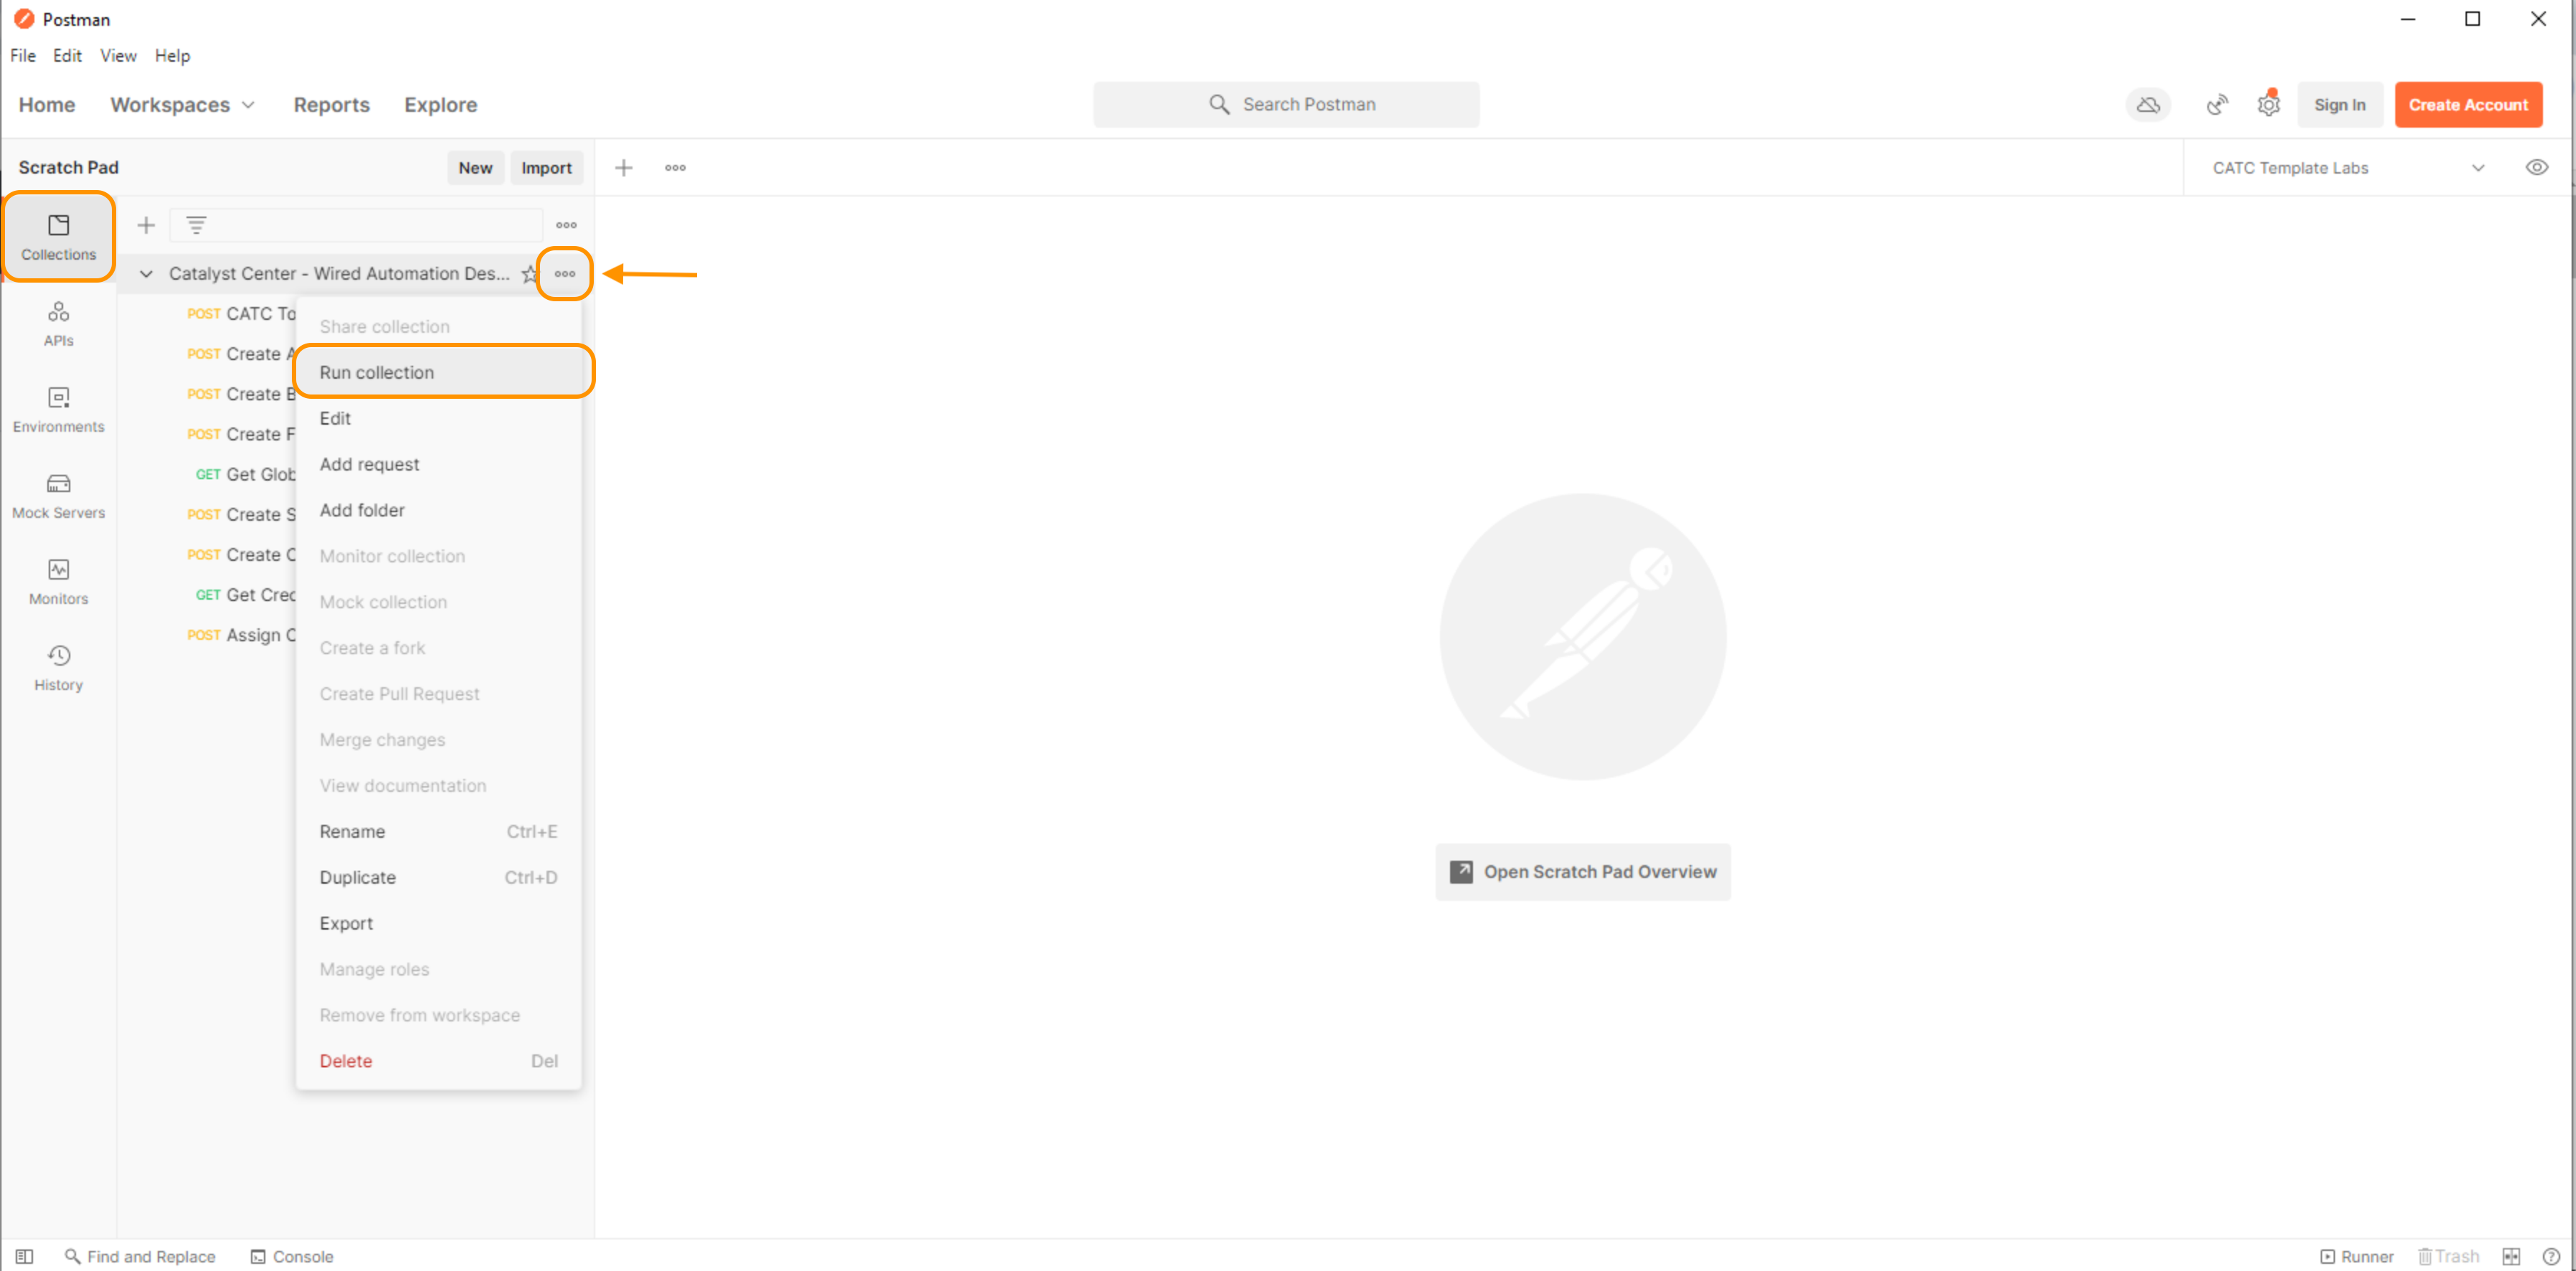 Postman
File Edit View Help
Home Workspaces Reports Explore Search Postman Sign In Create Account
Scratch Pad New Import CATC Template Labs
Collections
Catalyst Center - Wired Automation Des...
APIs
Environments
Mock Servers
Monitors
History
POST CATC To
POST Create A
POST Create B
POST Create F
GET Get Glob
POST Create S
POST Create C
GET Get Cred
POST Assign C
Share collection
Run collection
Edit
Add request
Add folder
Monitor collection
Mock collection
Create a fork
Create Pull Request
Merge changes
View documentation
Rename Ctrl+E
Duplicate Ctrl+D
Export
Manage roles
Remove from workspace
Delete Del
Open Scratch Pad Overview
Find and Replace Console Runner Trash